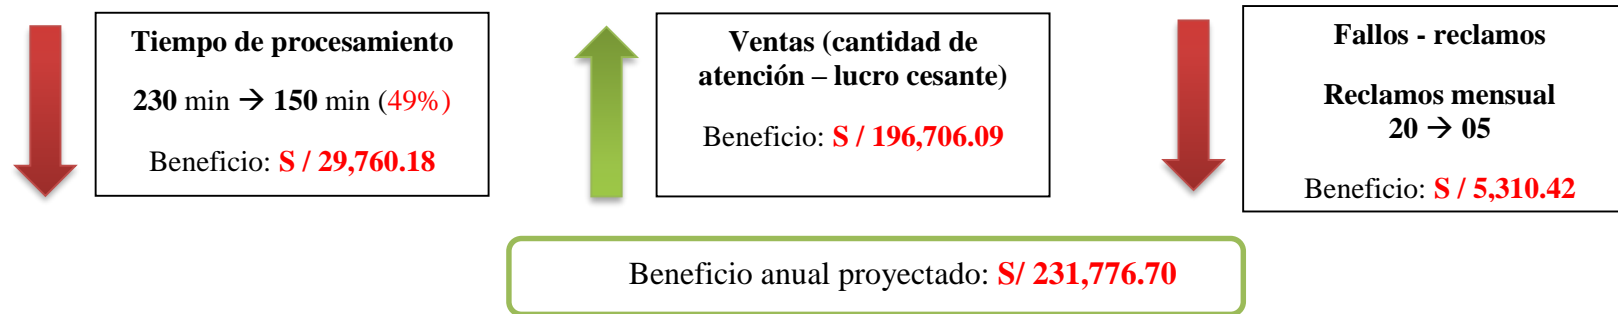 Tiempo de procesamiento
230 min → 150 min (49%)
Beneficio: S / 29,760.18
Ventas (cantidad de
atención – lucro cesante)
Beneficio: S / 196,706.09
Fallos - reclamos
Reclamos mensual
20 → 05
Beneficio: S / 5,310.42
Beneficio anual proyectado: S/ 231,776.70